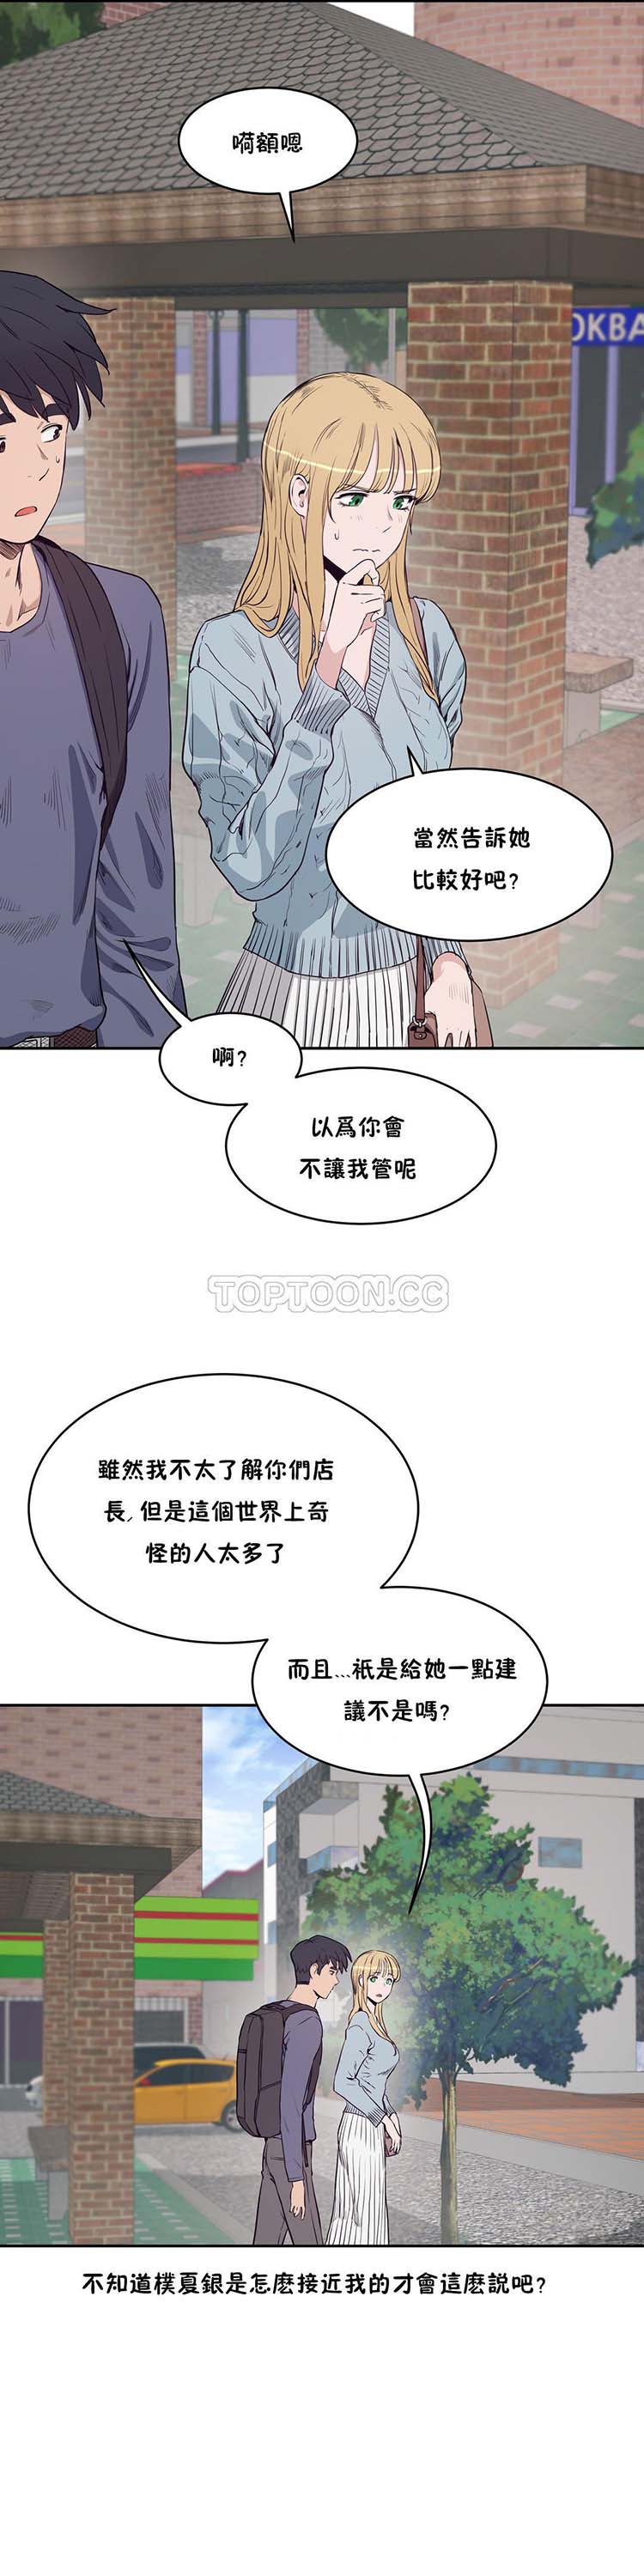 嗬額嗯
OKBA
當然告訴她
比較好吧?
啊?
以爲你會
不讓我管呢
TOPTOON.CC
雖然我不太了解你們店
長, 但是這個世界上奇
怪的人太多了
而且...祇是給她一點建
議不是嗎?
不知道樸夏銀是怎麽接近我的才會這麽說吧?